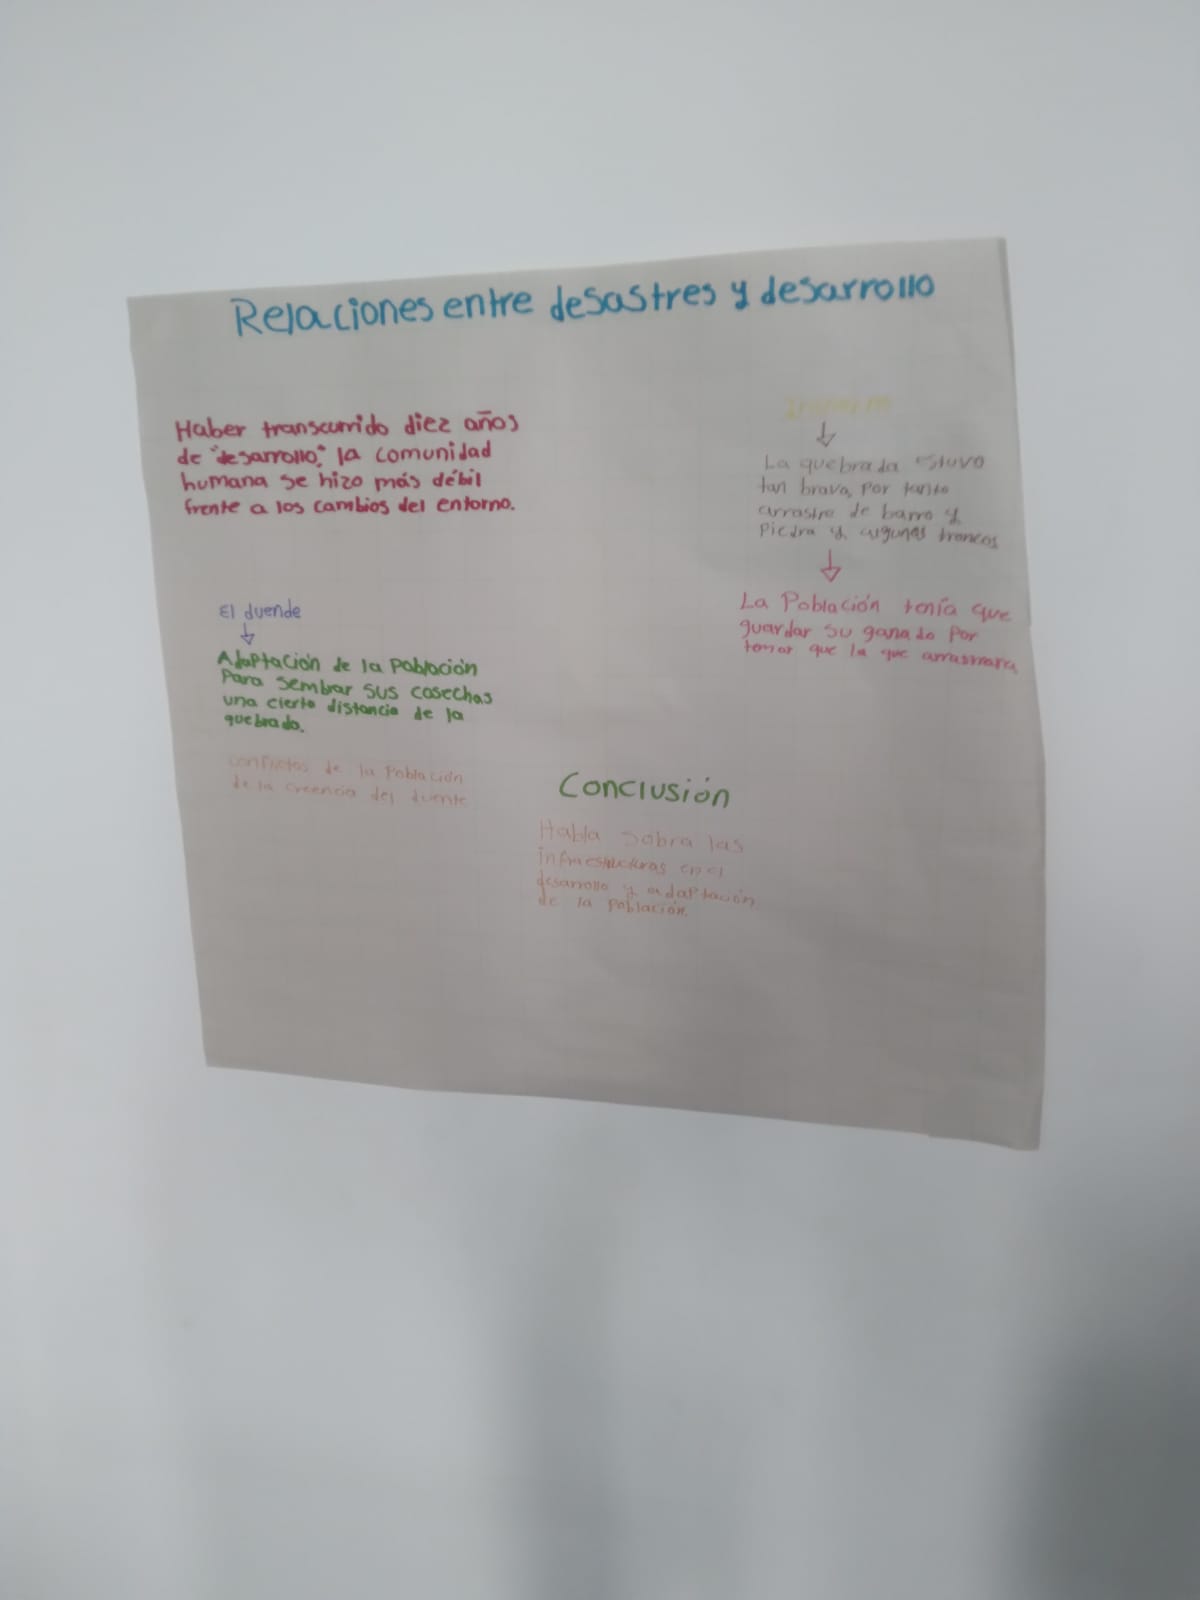 Relaciones entre desastres y desarrollo
Haber transcurrido diez años
de "desarrollo", la comunidad
humana se hizo más débil
frente a los cambios del entorno.
El duende
Adaptación de la población
Para sembrar sus cosechas
una cierta distancia de la
quebrada.
conflictos de la Población
de la creencia del duente
La quebrada estuvo
tan brava, por tanto
arrastre de barro y
Piedra y algunos troncos
La Población tenía que
guardar su ganado por
temor que la que arrastrara
Conclusión
Habla sobra las
infraestructuras en el
desarrollo y adaptación
de la población.